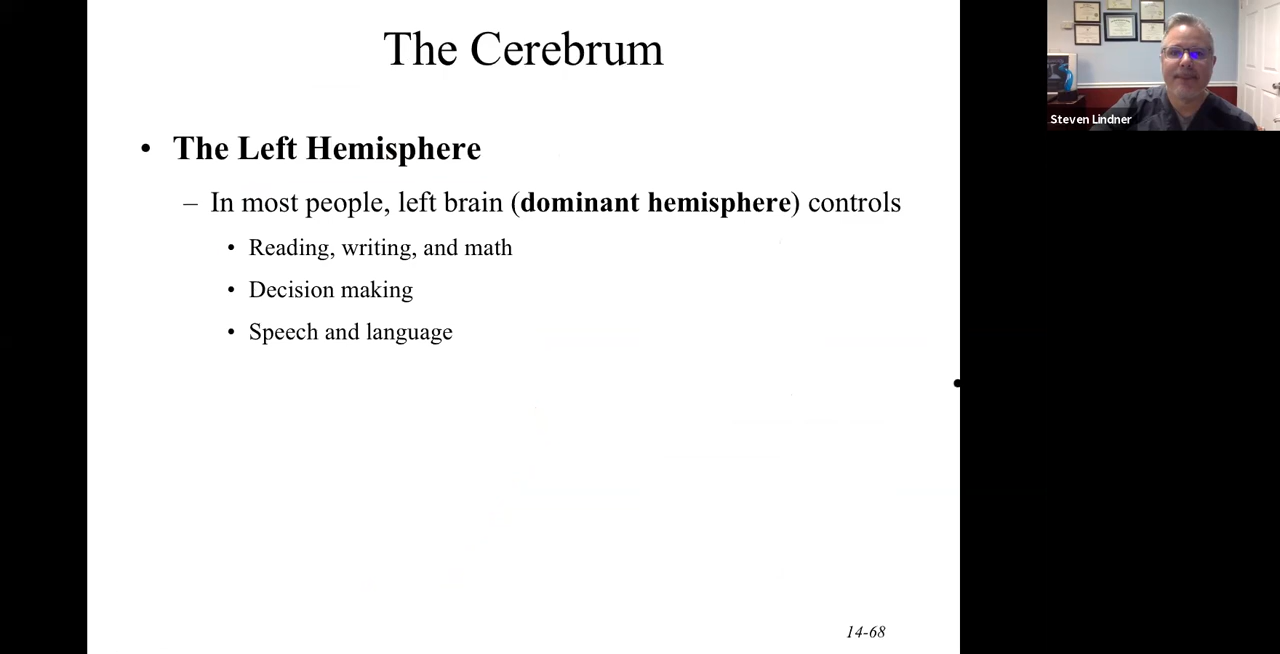 The Cerebrum
• The Left Hemisphere
– In most people, left brain (dominant hemisphere) controls
• Reading, writing, and math
• Decision making
• Speech and language
14-68
Steven Lindner